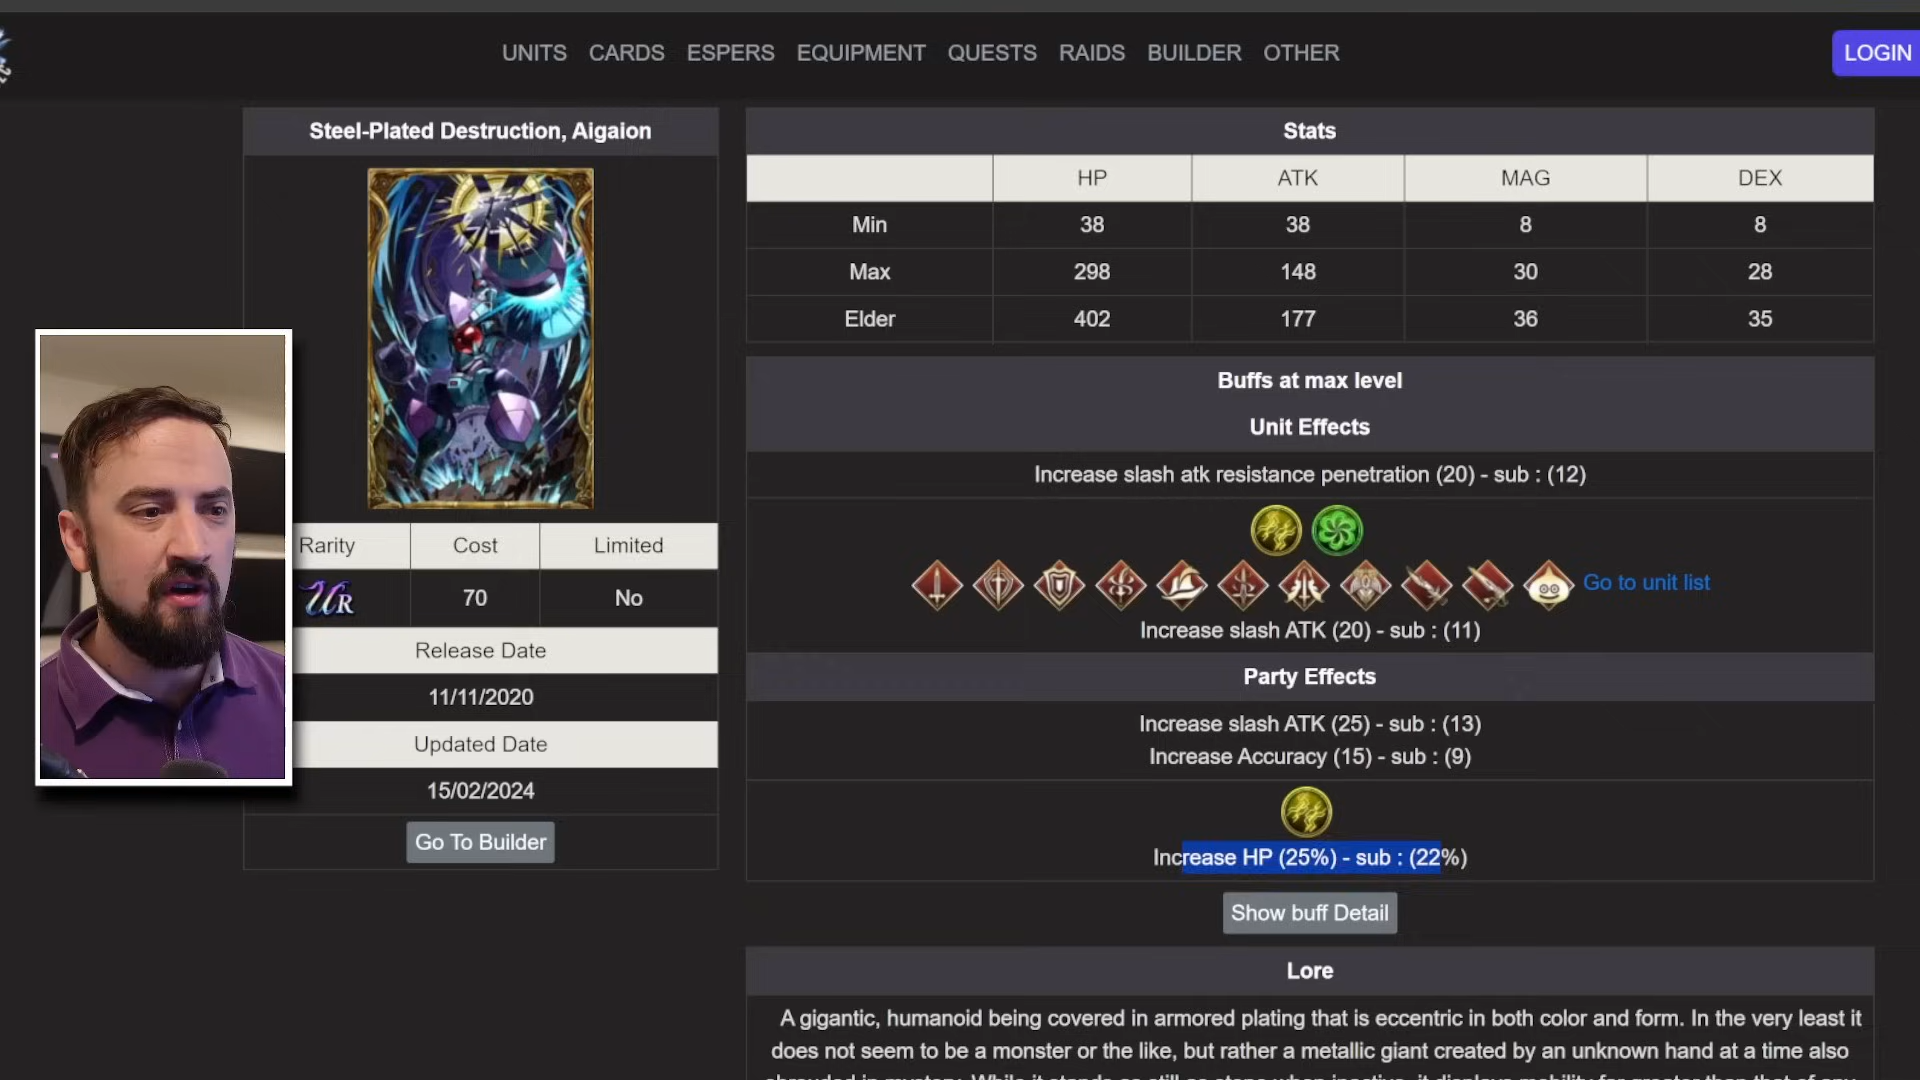 UNITS CARDS ESPERS EQUIPMENT QUESTS RAIDS BUILDER OTHER
LOGIN
Steel-Plated Destruction, Aigaion
Rarity Cost Limited
UR 70 No
Release Date
11/11/2020
Updated Date
15/02/2024
Go To Builder
Stats
HP ATK MAG DEX
Min 38 38 8 8
Max 298 148 30 28
Elder 402 177 36 35
Buffs at max level
Unit Effects
Increase slash atk resistance penetration (20) - sub : (12)
Go to unit list
Increase slash ATK (20) - sub : (11)
Party Effects
Increase slash ATK (25) - sub : (13)
Increase Accuracy (15) - sub : (9)
Increase HP (25%) - sub : (22%)
Show buff Detail
Lore
A gigantic, humanoid being covered in armored plating that is eccentric in both color and form. In the very least it
does not seem to be a monster or the like, but rather a metallic giant created by an unknown hand at a time also